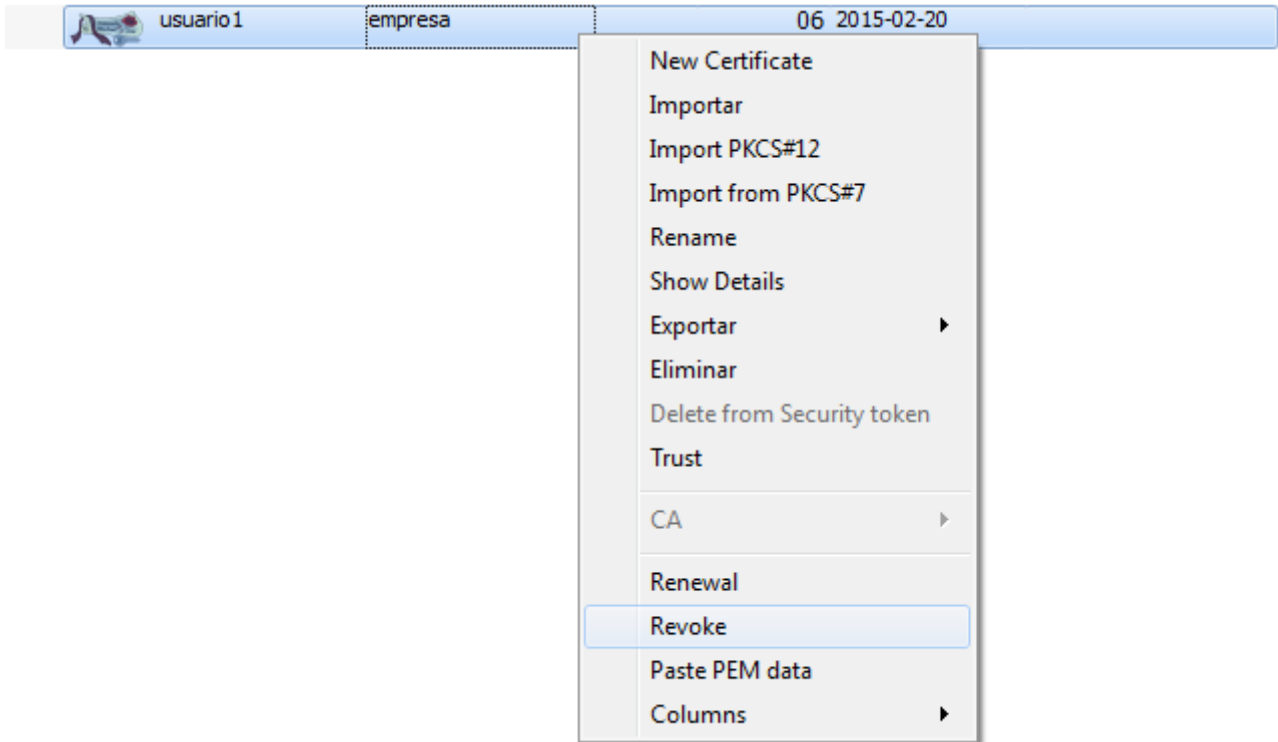 usuario1 empresa 06 2015-02-20
New Certificate
Importar
Import PKCS#12
Import from PKCS#7
Rename
Show Details
Exportar
Eliminar
Delete from Security token
Trust
CA
Renewal
Revoke
Paste PEM data
Columns